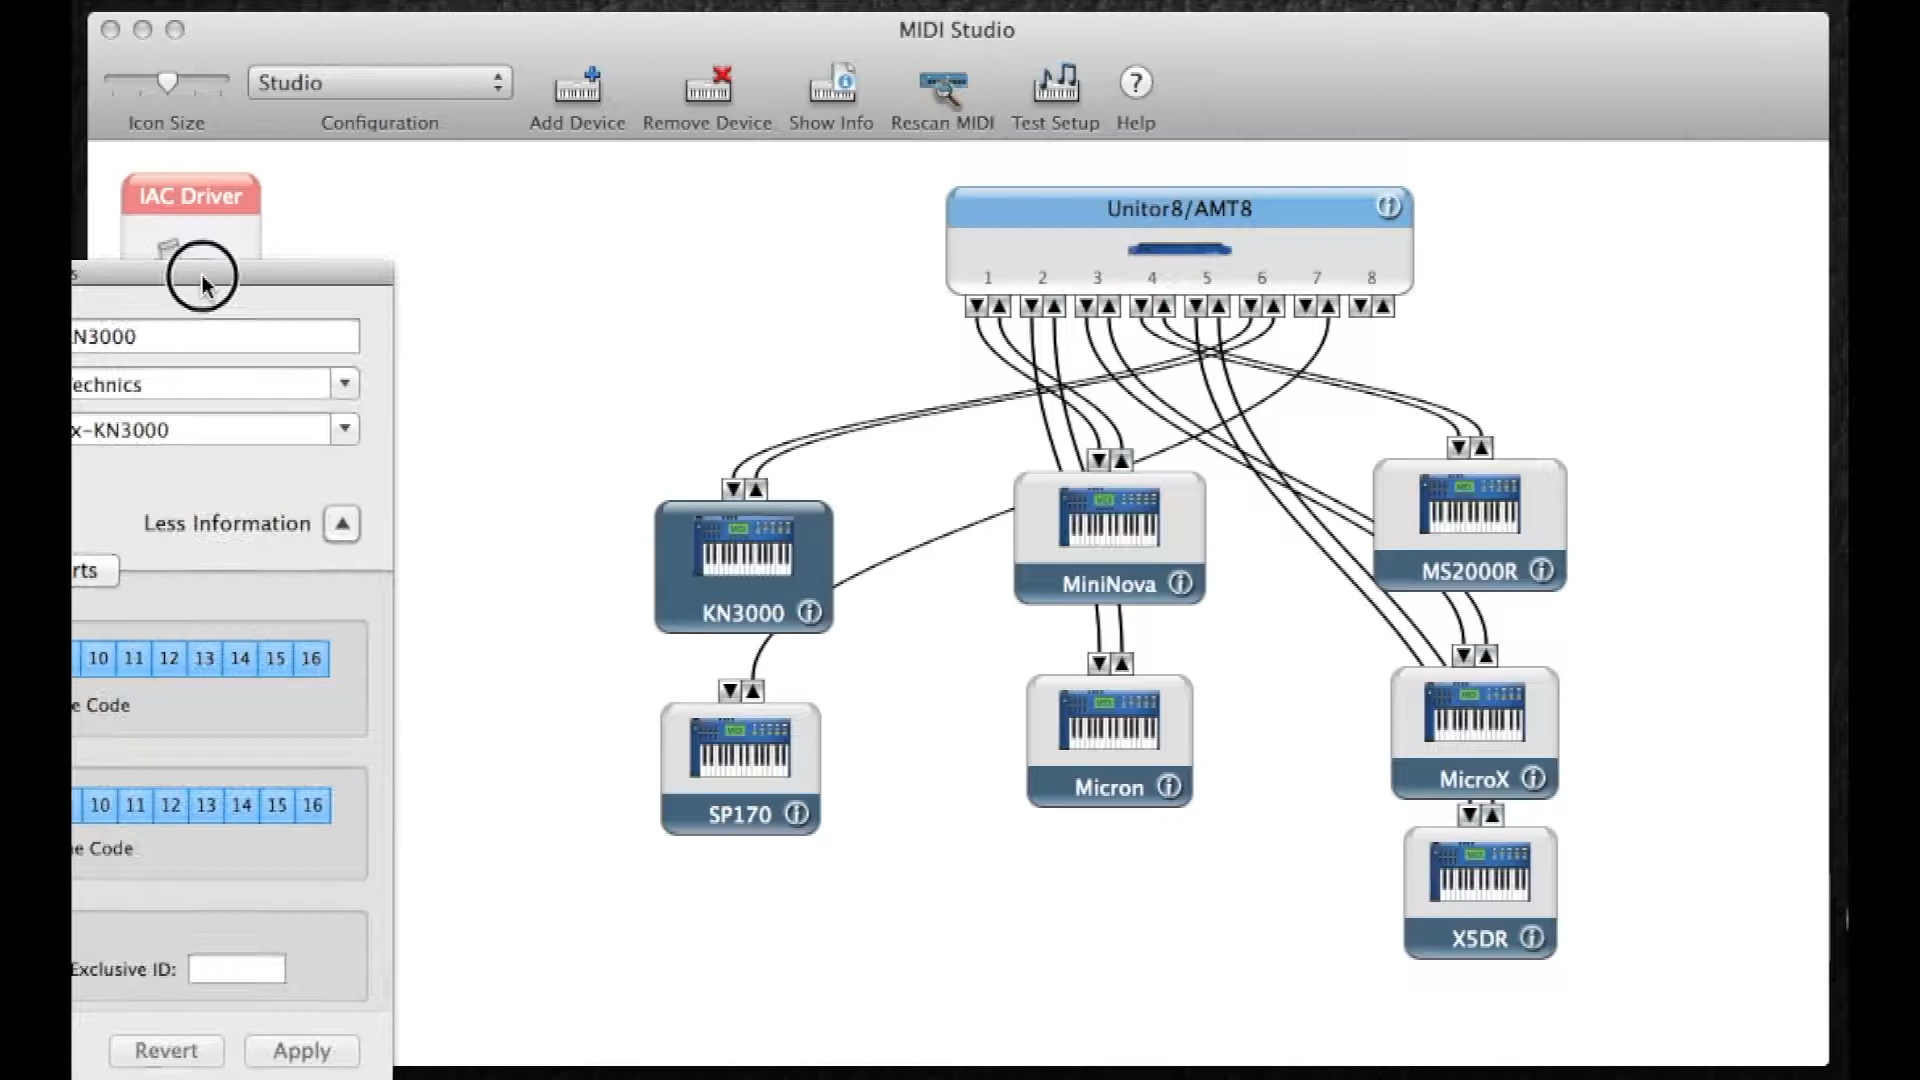 MIDI Studio
Studio
Icon Size
Configuration
Add Device
Remove Device
Show Info
Rescan MIDI
Test Setup
Help
IAC Driver
Unitor8/AMT8
1 2 3 4 5 6 7 8
s
KN3000
echnics
x-KN3000
Less Information
rts
10 11 12 13 14 15 16
e Code
10 11 12 13 14 15 16
e Code
Exclusive ID:
Revert
Apply
KN3000
MiniNova
MS2000R
SP170
Micron
MicroX
X5DR